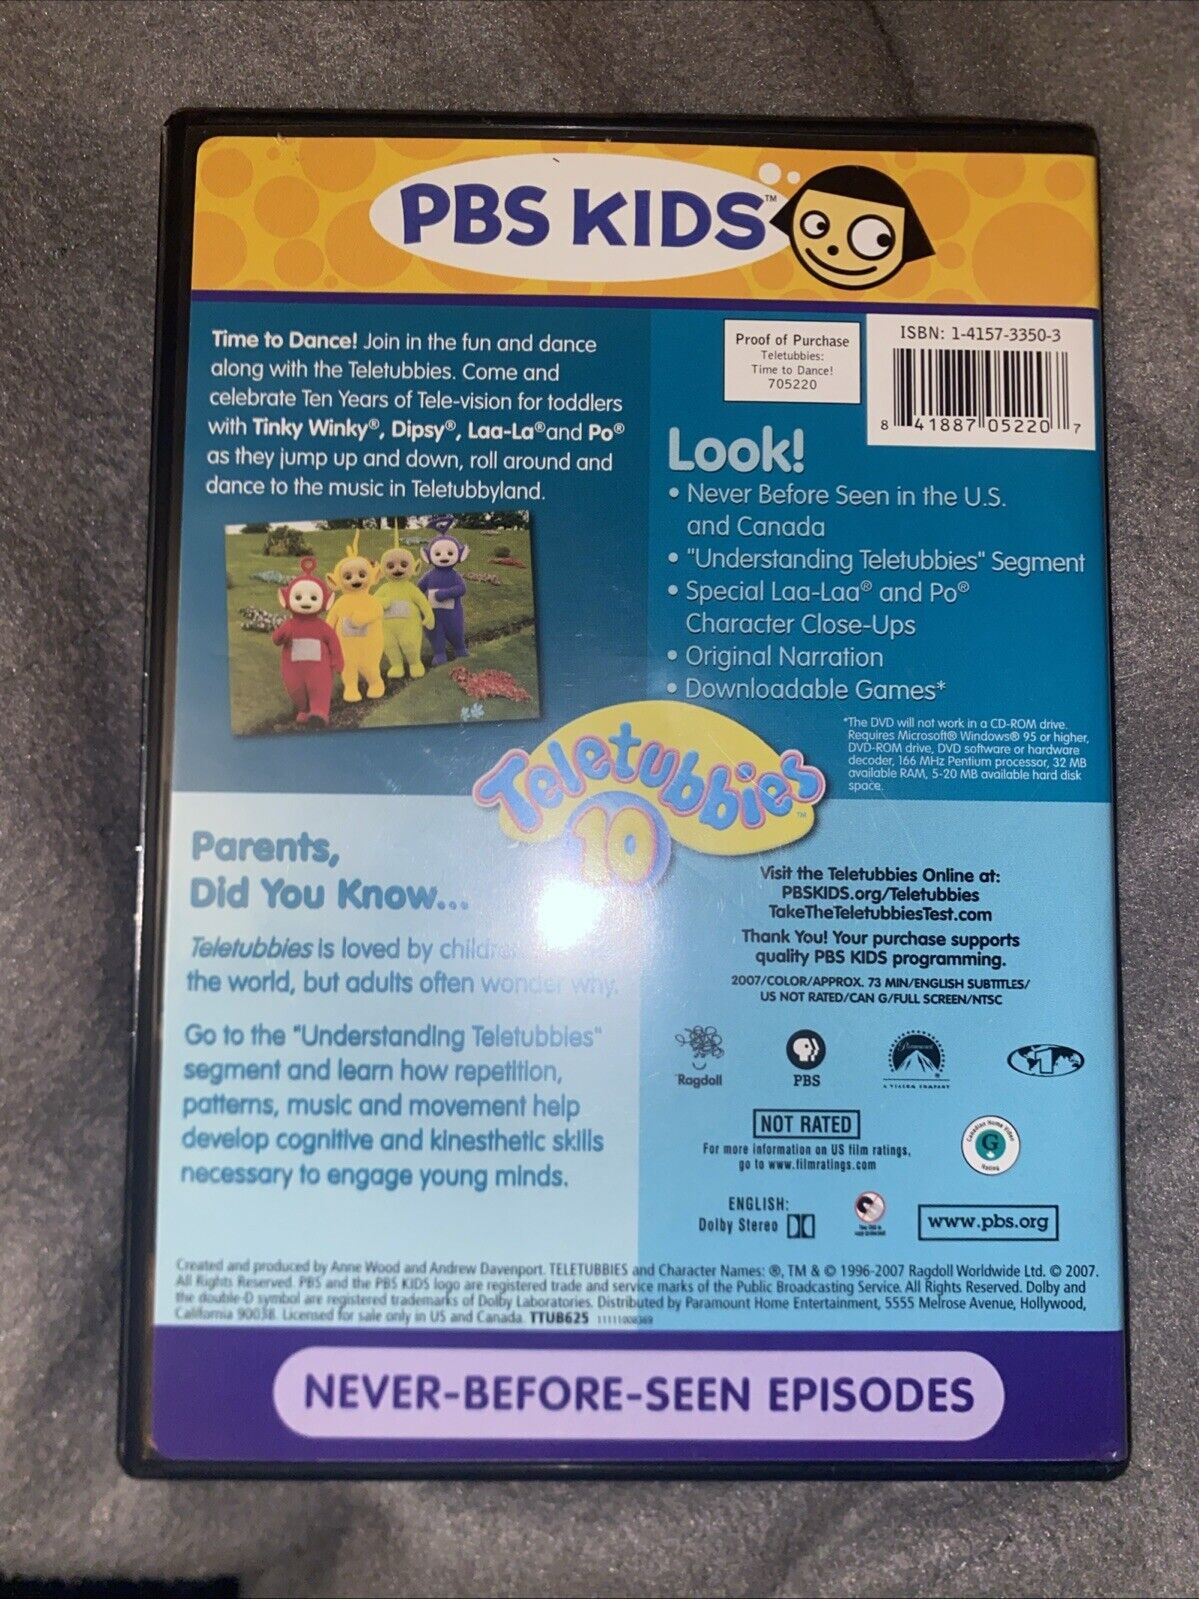 PBS KIDS™
Time to Dance! Join in the fun and dance
along with the Teletubbies. Come and
celebrate Ten Years of Tele-vision for toddlers
with Tinky Winky®, Dipsy®, Laa-La®and Po®
as they jump up and down, roll around and
dance to the music in Teletubbyland.
Proof of Purchase
Teletubbies:
Time to Dance!
705220
ISBN: 1-4157-3350-3
8 41887 05220 7
Look!
• Never Before Seen in the U.S.
and Canada
• "Understanding Teletubbies" Segment
• Special Laa-Laa® and Po®
Character Close-Ups
• Original Narration
• Downloadable Games*
*The DVD will not work in a CD-ROM drive.
Requires Microsoft® Windows® 95 or higher,
DVD-ROM drive, DVD software or hardware
decoder, 166 MHz Pentium processor, 32 MB
available RAM, 5-20 MB available hard disk
space.
Teletubbies™
10
Parents,
Did You Know...
Teletubbies is loved by children
the world, but adults often wonder why.
Go to the "Understanding Teletubbies"
segment and learn how repetition,
patterns, music and movement help
develop cognitive and kinesthetic skills
necessary to engage young minds.
Visit the Teletubbies Online at:
PBSKIDS.org/Teletubbies
TakeTheTeletubbiesTest.com
Thank You! Your purchase supports
quality PBS KIDS programming.
2007/COLOR/APPROX. 73 MIN/ENGLISH SUBTITLES/
US NOT RATED/CAN G/FULL SCREEN/NTSC
Ragdoll
PBS
Paramount
A VIACOM COMPANY
1
NOT RATED
For more information on US film ratings,
go to www.filmratings.com
Canadian Home Video
G
Rating
ENGLISH:
Dolby Stereo
www.pbs.org
Created and produced by Anne Wood and Andrew Davenport. TELETUBBIES and Character Names: ®, TM & © 1996-2007 Ragdoll Worldwide Ltd. © 2007.
All Rights Reserved. PBS and the PBS KIDS logo are registered trade and service marks of the Public Broadcasting Service. All Rights Reserved. Dolby and
the double-D symbol are registered trademarks of Dolby Laboratories. Distributed by Paramount Home Entertainment, 5555 Melrose Avenue, Hollywood,
California 90038. Licensed for sale only in US and Canada. TTUB625
NEVER-BEFORE-SEEN EPISODES